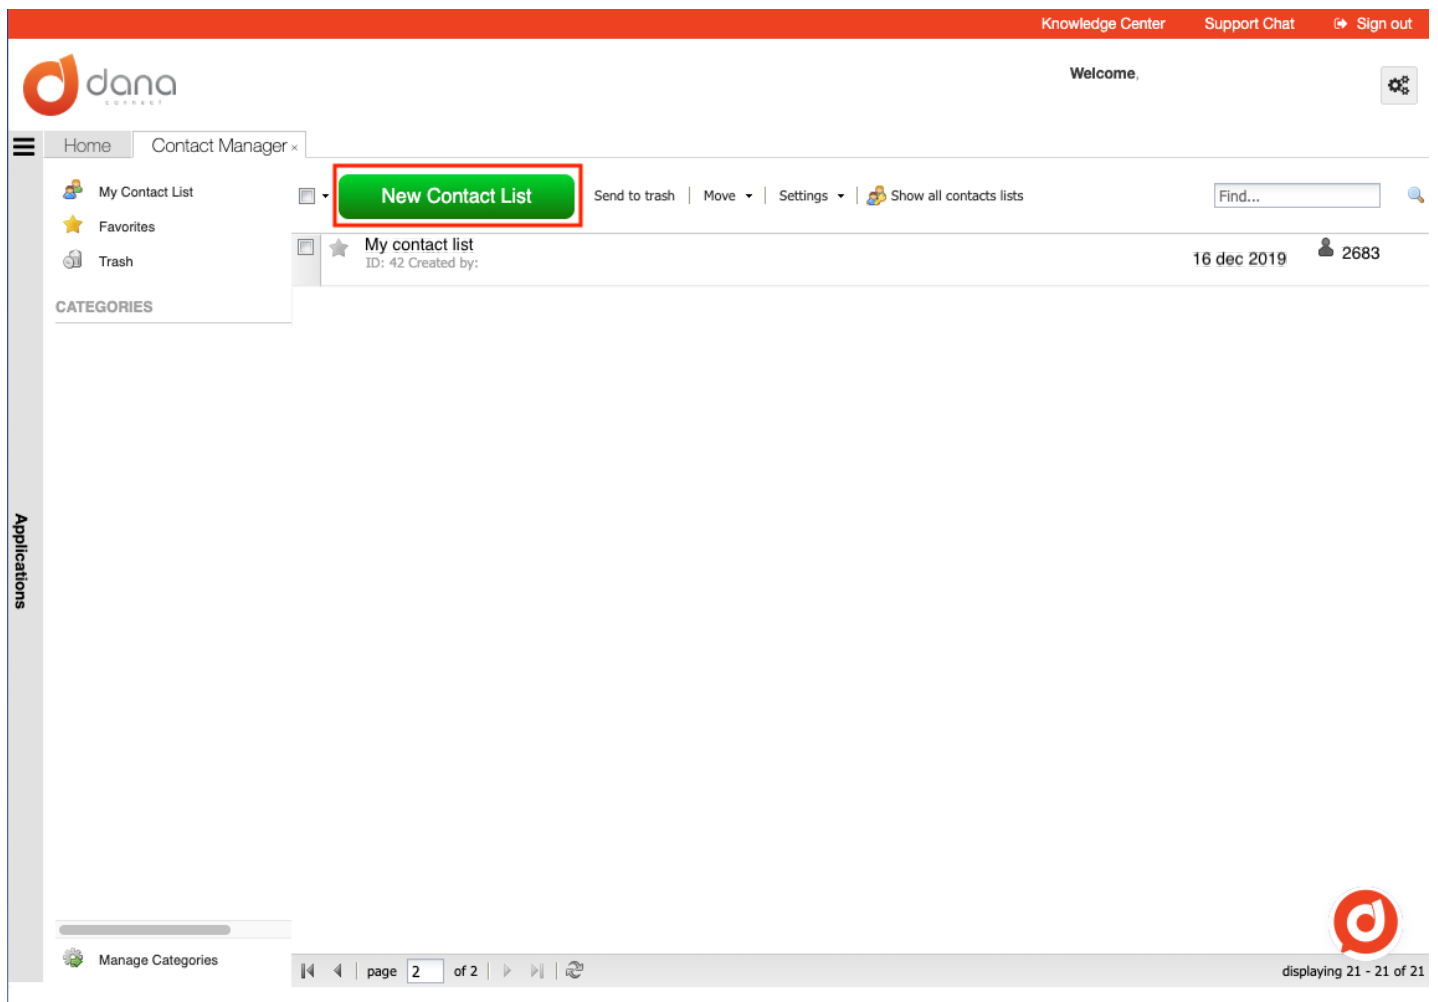 Knowledge Center Support Chat Sign out
dana
CONNECT
Welcome,
Home Contact Manager ×
My Contact List
Favorites
Trash
CATEGORIES
New Contact List Send to trash Move Settings Show all contacts lists Find...
My contact list
ID: 42 Created by:
16 dec 2019 2683
Applications
Manage Categories
page 2 of 2 displaying 21 - 21 of 21